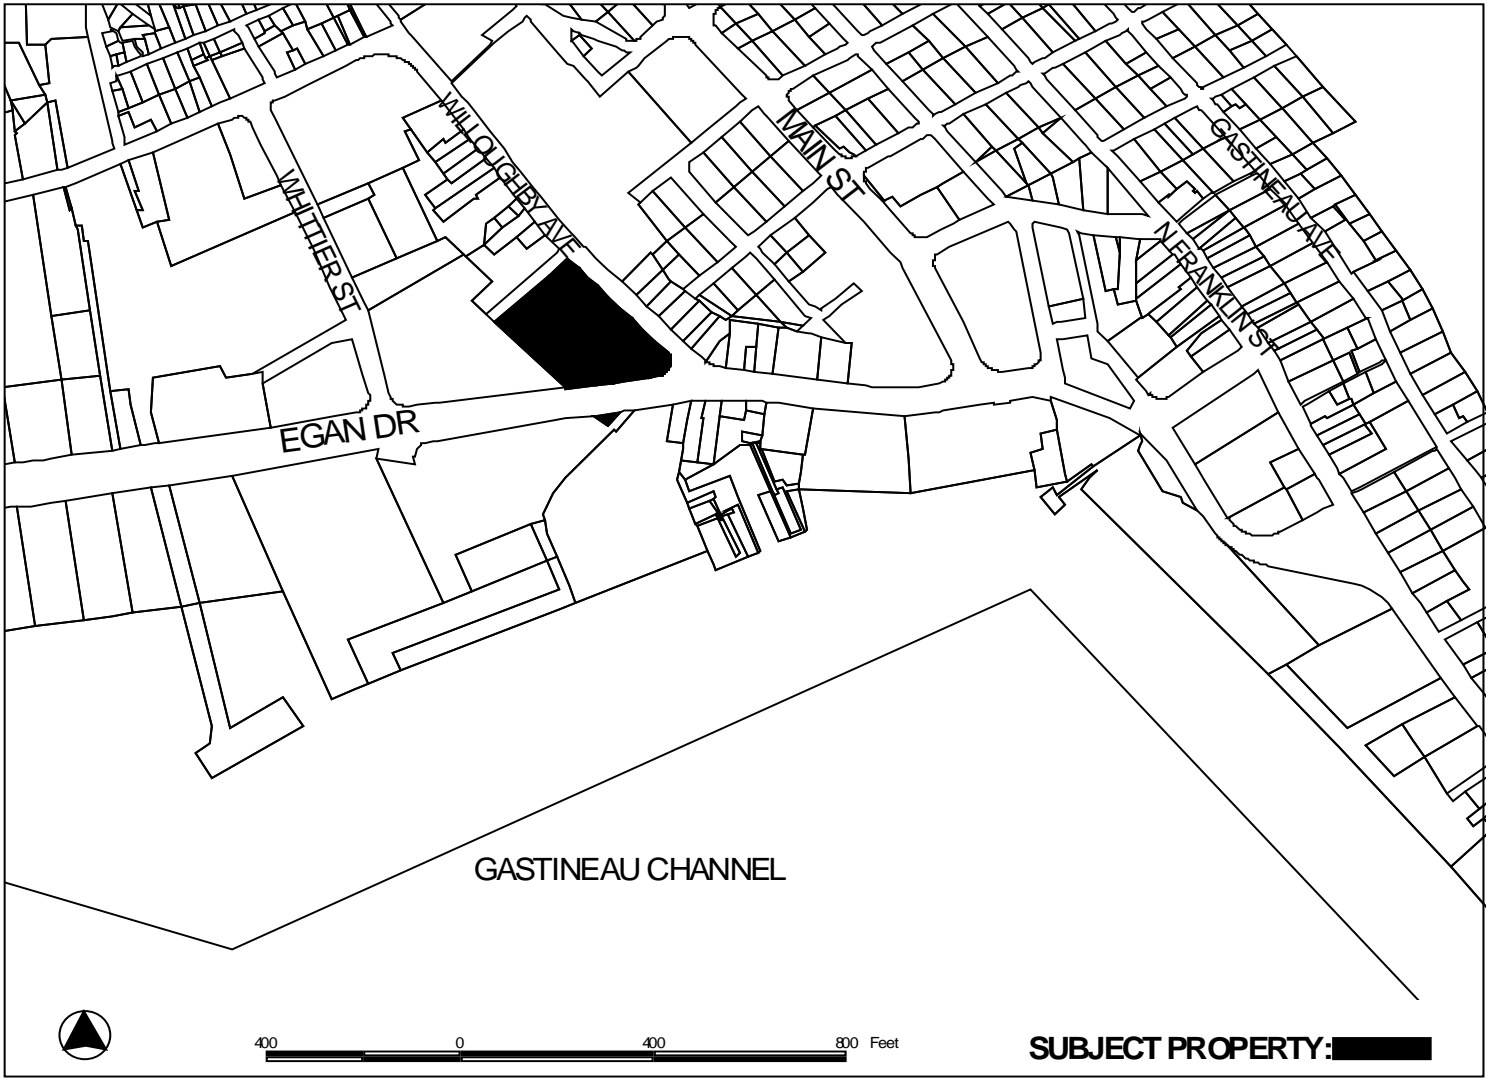 WILLOUGHBY AVE
MAIN ST
GASTINEAU AVE
WHITTIER ST
N FRANKLIN ST
EGAN DR
GASTINEAU CHANNEL
400 0 400 800 Feet
SUBJECT PROPERTY: